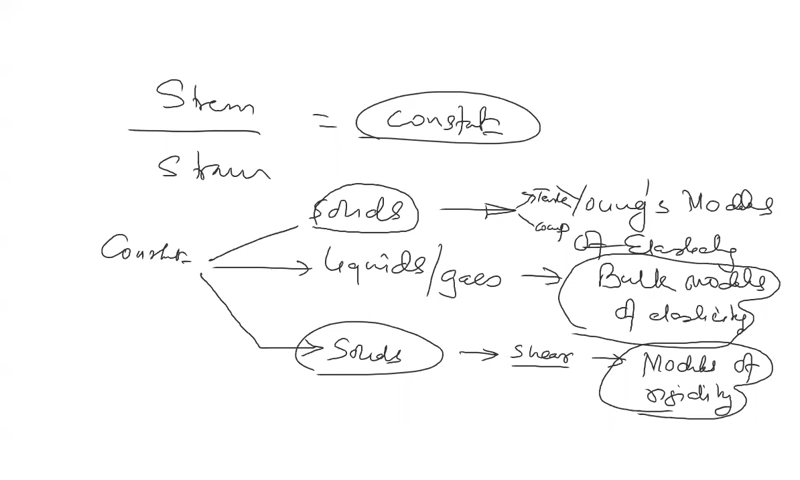 Stress
= constant
Strain
Solids → Tensile Young's Modulus
comp of Elasticity
Constant
Liquids/gases → Bulk modulus
of elasticity
Solids → shear → Modulus of
rigidity